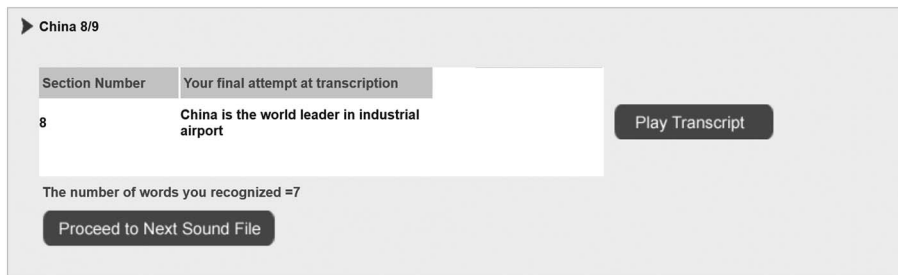 China 8/9
Section Number Your final attempt at transcription
8 China is the world leader in industrial
airport
Play Transcript
The number of words you recognized =7
Proceed to Next Sound File